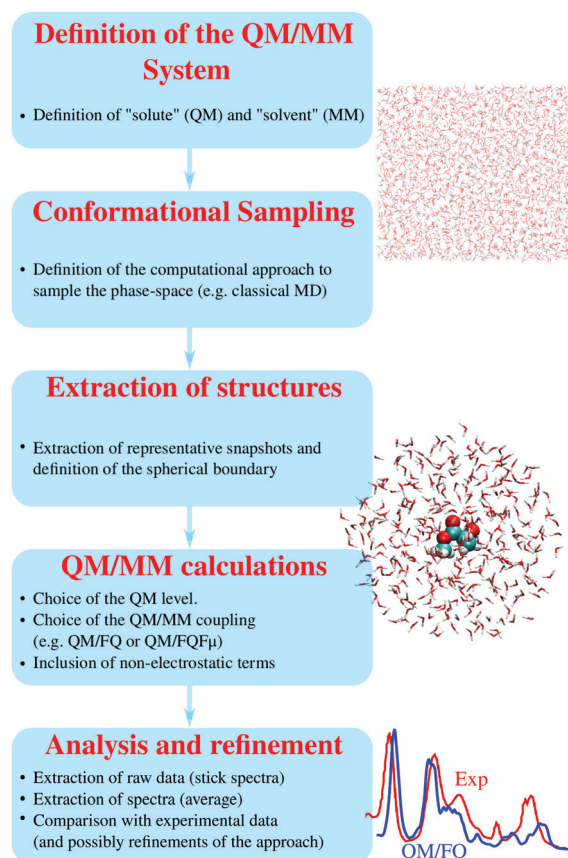 Definition of the QM/MM
System
• Definition of "solute" (QM) and "solvent" (MM)
Conformational Sampling
• Definition of the computational approach to
sample the phase-space (e.g. classical MD)
Extraction of structures
• Extraction of representative snapshots and
definition of the spherical boundary
QM/MM calculations
• Choice of the QM level.
• Choice of the QM/MM coupling
(e.g. QM/FQ or QM/FQFμ)
• Inclusion of non-electrostatic terms
Analysis and refinement
• Extraction of raw data (stick spectra)
• Extraction of spectra (average)
• Comparison with experimental data
(and possibly refinements of the approach)
Exp
QM/FQ